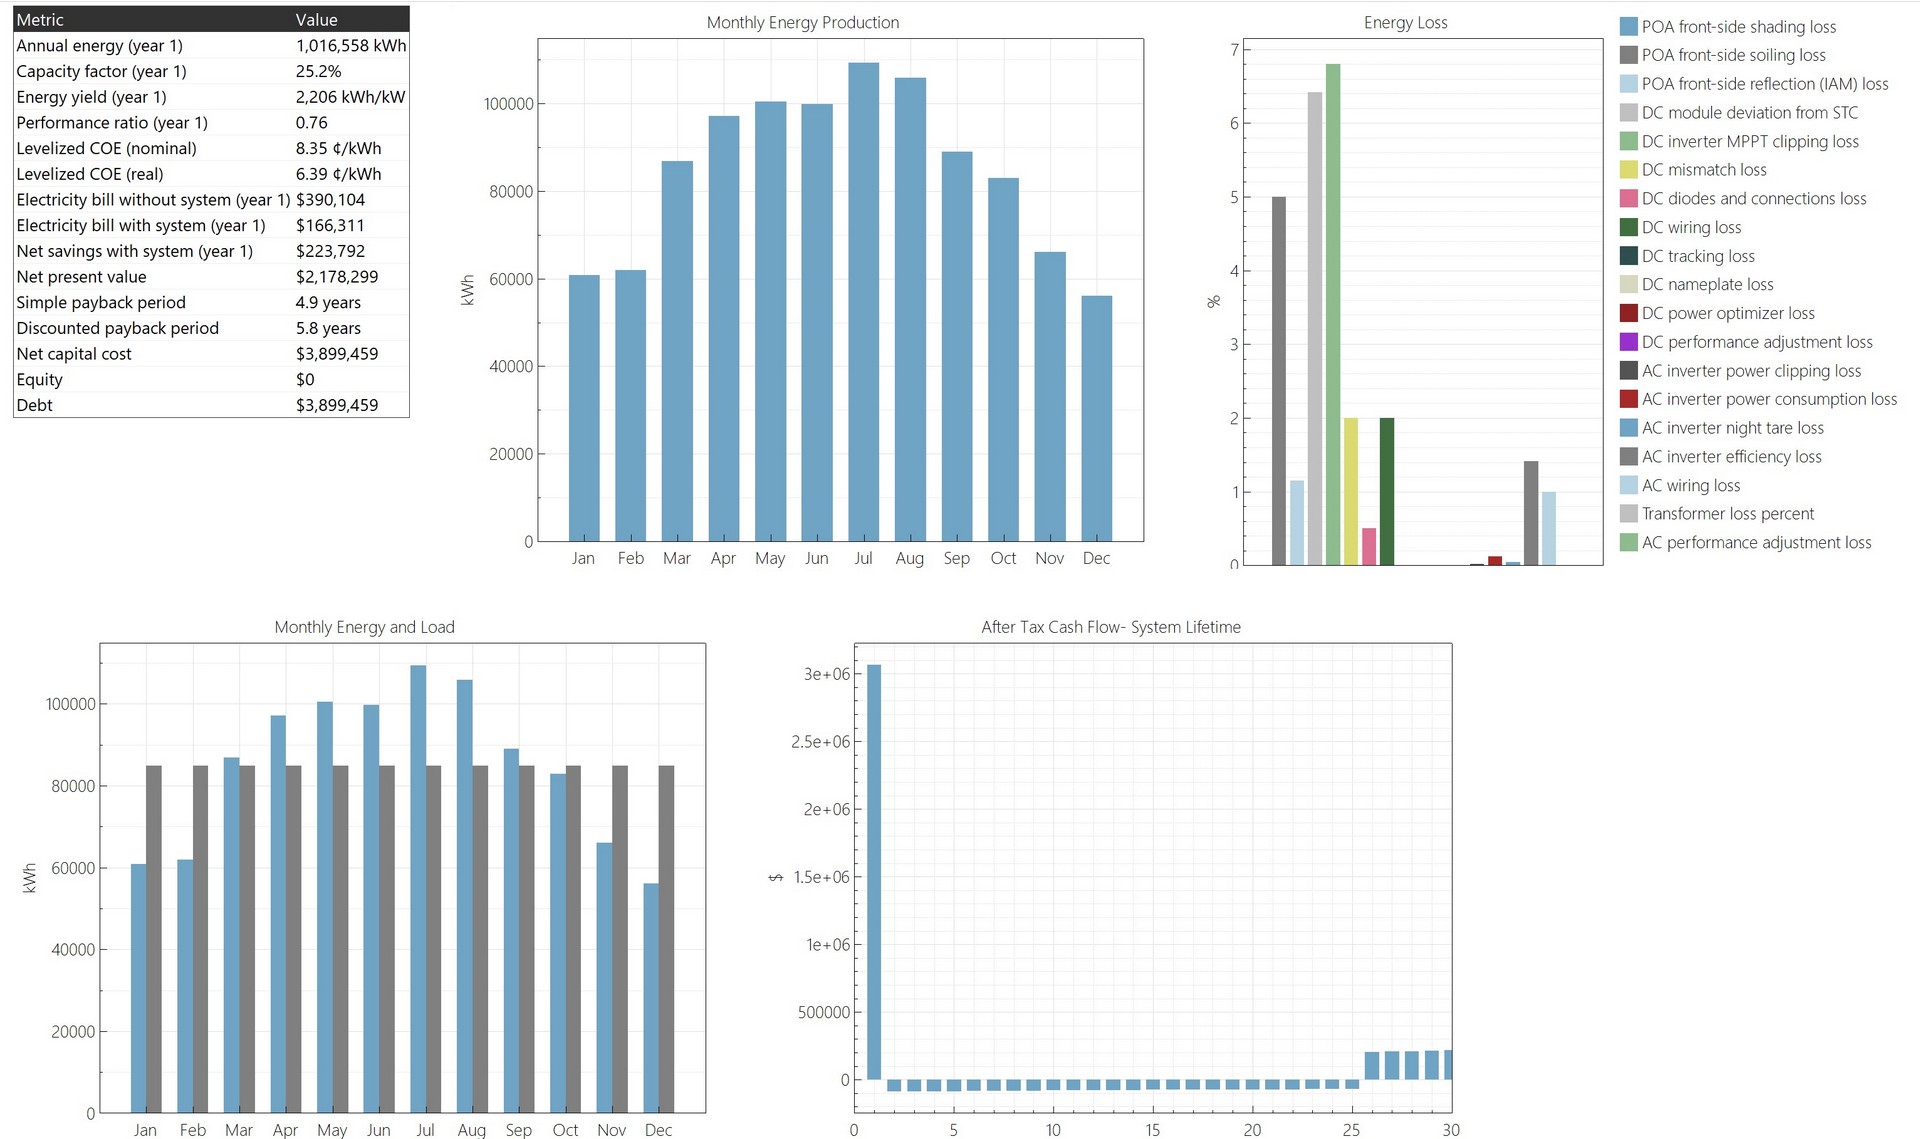 Metric Value
Annual energy (year 1) 1,016,558 kWh
Capacity factor (year 1) 25.2%
Energy yield (year 1) 2,206 kWh/kW
Performance ratio (year 1) 0.76
Levelized COE (nominal) 8.35 ¢/kWh
Levelized COE (real) 6.39 ¢/kWh
Electricity bill without system (year 1) $390,104
Electricity bill with system (year 1) $166,311
Net savings with system (year 1) $223,792
Net present value $2,178,299
Simple payback period 4.9 years
Discounted payback period 5.8 years
Net capital cost $3,899,459
Equity $0
Debt $3,899,459
Monthly Energy Production
kWh
100000
80000
60000
40000
20000
0
Jan Feb Mar Apr May Jun Jul Aug Sep Oct Nov Dec
Energy Loss
%
7
6
5
4
3
2
1
0
POA front-side shading loss
POA front-side soiling loss
POA front-side reflection (IAM) loss
DC module deviation from STC
DC inverter MPPT clipping loss
DC mismatch loss
DC diodes and connections loss
DC wiring loss
DC tracking loss
DC nameplate loss
DC power optimizer loss
DC performance adjustment loss
AC inverter power clipping loss
AC inverter power consumption loss
AC inverter night tare loss
AC inverter efficiency loss
AC wiring loss
Transformer loss percent
AC performance adjustment loss
Monthly Energy and Load
kWh
100000
80000
60000
40000
20000
0
Jan Feb Mar Apr May Jun Jul Aug Sep Oct Nov Dec
After Tax Cash Flow- System Lifetime
$
3e+06
2.5e+06
2e+06
1.5e+06
1e+06
500000
0
0 5 10 15 20 25 30